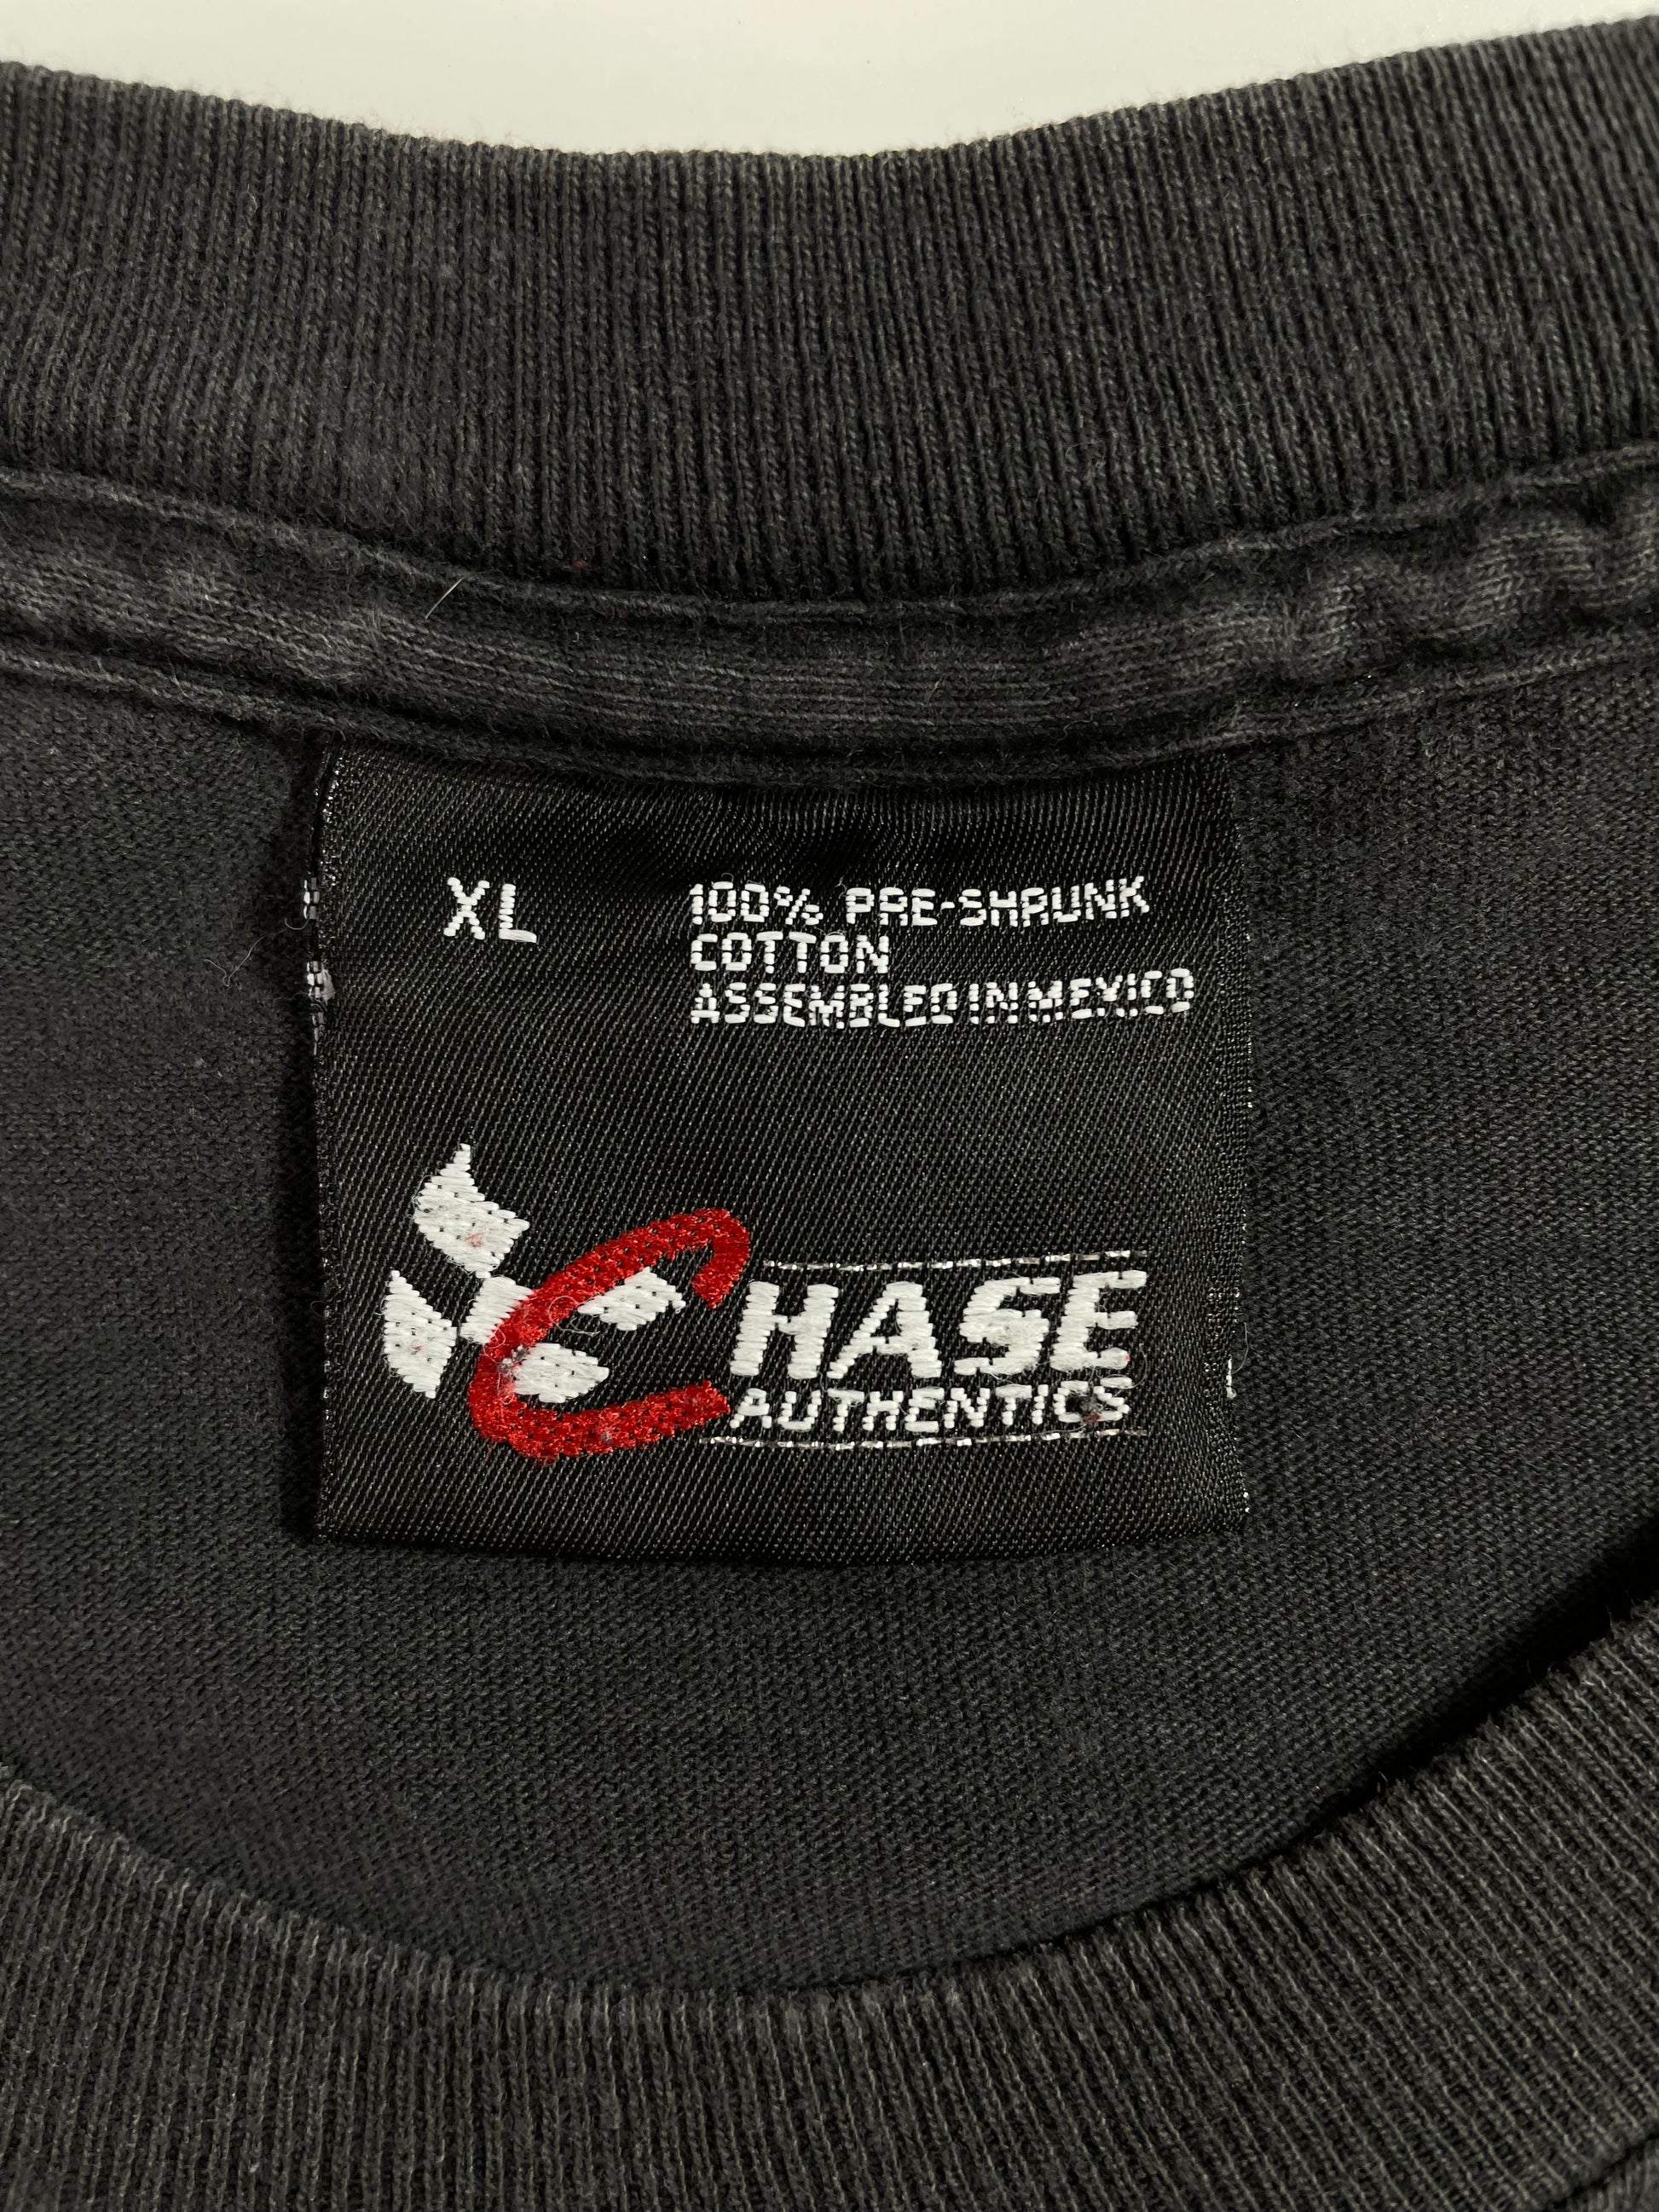 XL
100% PRE-SHRUNK
COTTON
ASSEMBLED IN MEXICO
CHASE
AUTHENTICS